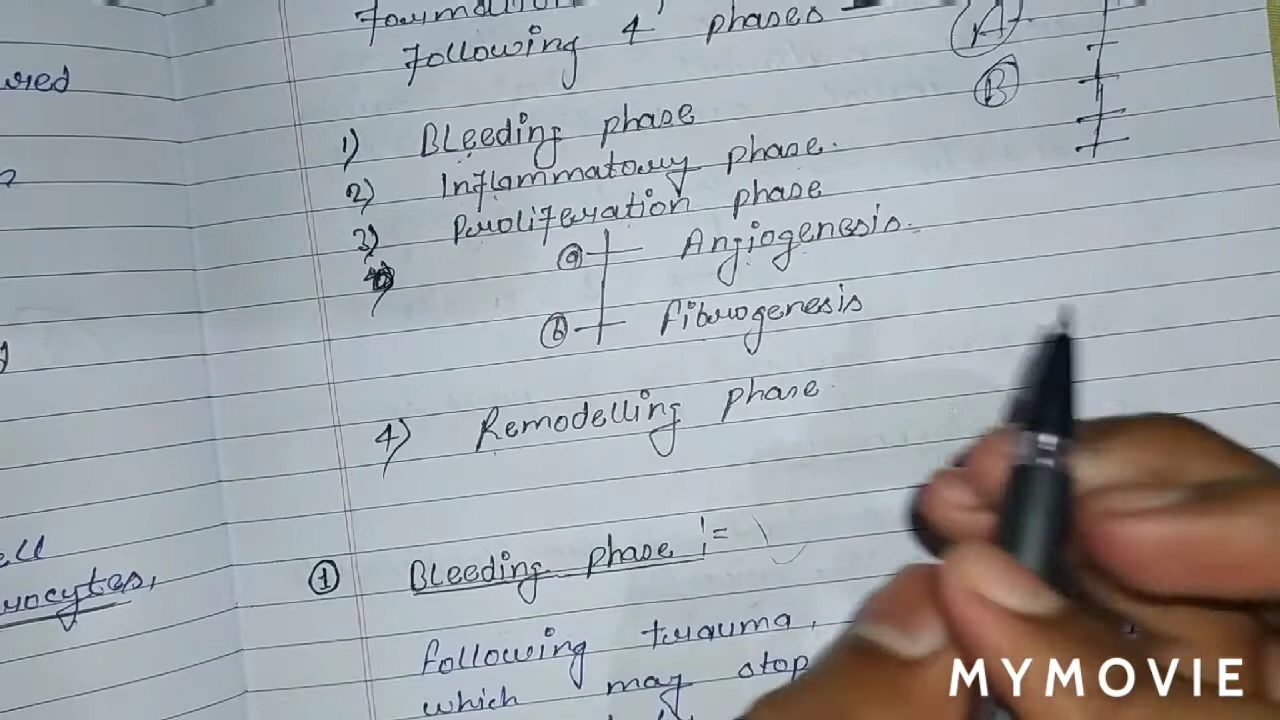 Following 4 phases
1) Bleeding phase
2) Inflammatory phase.
3) Proliferation phase
(a) Angiogenesis.
(b) Fibrogenesis
4) Remodelling phase
① Bleeding phase :=
following trauma,
which may stop
ured
(A)
(B)
MYMOVIE